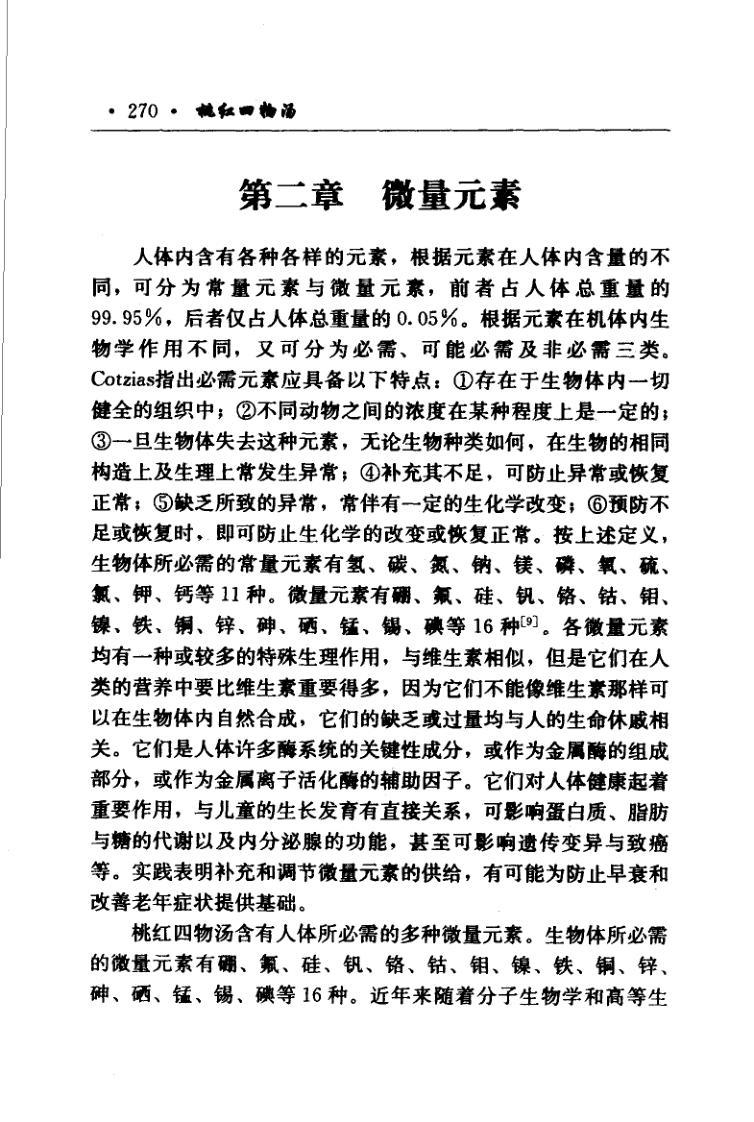 · 270 · 桃红四物汤
第二章　微量元素
人体内含有各种各样的元素，根据元素在人体内含量的不
同，可分为常量元素与微量元素，前者占人体总重量的
99.95%，后者仅占人体总重量的0.05%。根据元素在机体内生
物学作用不同，又可分为必需、可能必需及非必需三类。
Cotzias指出必需元素应具备以下特点：①存在于生物体内一切
健全的组织中；②不同动物之间的浓度在某种程度上是一定的；
③一旦生物体失去这种元素，无论生物种类如何，在生物的相同
构造上及生理上常发生异常；④补充其不足，可防止异常或恢复
正常；⑤缺乏所致的异常，常伴有一定的生化学改变；⑥预防不
足或恢复时，即可防止生化学的改变或恢复正常。按上述定义，
生物体所必需的常量元素有氢、碳、氮、钠、镁、磷、氧、硫、
氯、钾、钙等11种。微量元素有硼、氟、硅、钒、铬、钴、钼、
镍、铁、铜、锌、砷、硒、锰、锡、碘等16种[9]。各微量元素
均有一种或较多的特殊生理作用，与维生素相似，但是它们在人
类的营养中要比维生素重要得多，因为它们不能像维生素那样可
以在生物体内自然合成，它们的缺乏或过量均与人的生命休戚相
关。它们是人体许多酶系统的关键性成分，或作为金属酶的组成
部分，或作为金属离子活化酶的辅助因子。它们对人体健康起着
重要作用，与儿童的生长发育有直接关系，可影响蛋白质、脂肪
与糖的代谢以及内分泌腺的功能，甚至可影响遗传变异与致癌
等。实践表明补充和调节微量元素的供给，有可能为防止早衰和
改善老年症状提供基础。
桃红四物汤含有人体所必需的多种微量元素。生物体所必需
的微量元素有硼、氟、硅、钒、铬、钴、钼、镍、铁、铜、锌、
砷、硒、锰、锡、碘等16种。近年来随着分子生物学和高等生